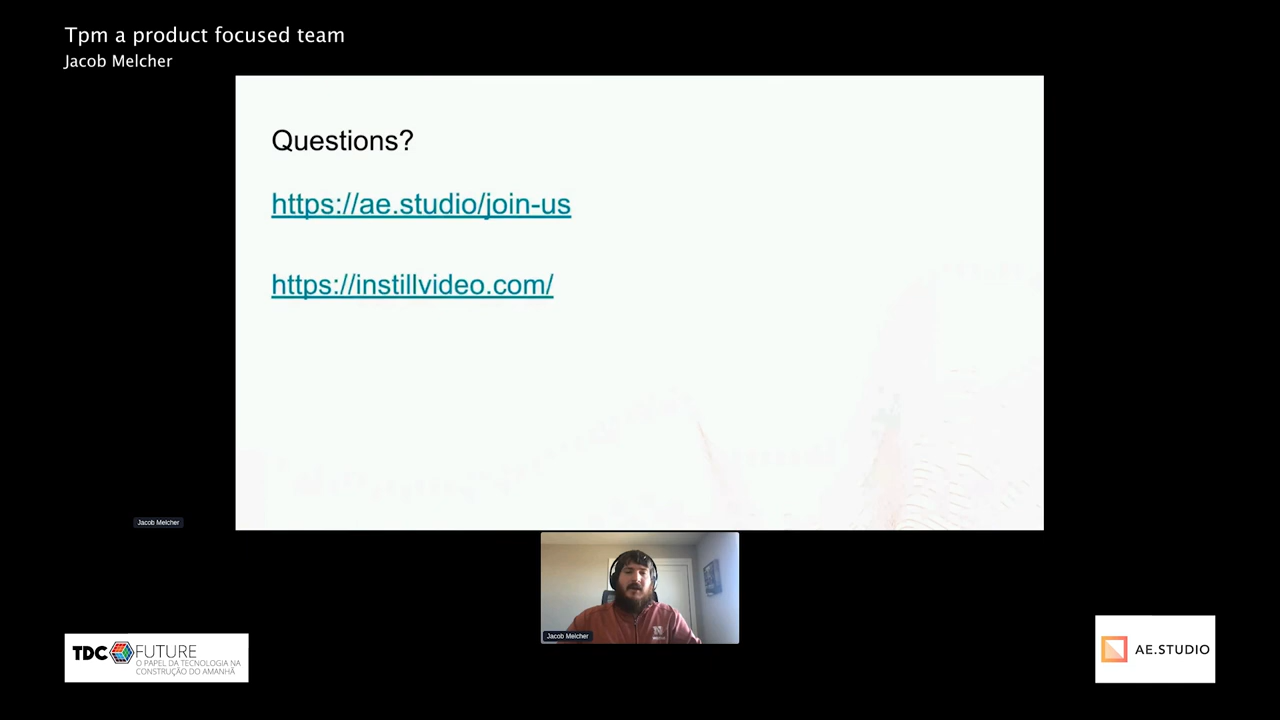 Tpm a product focused team
Jacob Melcher
Questions?
https://ae.studio/join-us
https://instillvideo.com/
Jacob Melcher
Jacob Melcher
TDC FUTURE
O PAPEL DA TECNOLOGIA NA
CONSTRUÇÃO DO AMANHÃ
AE.STUDIO